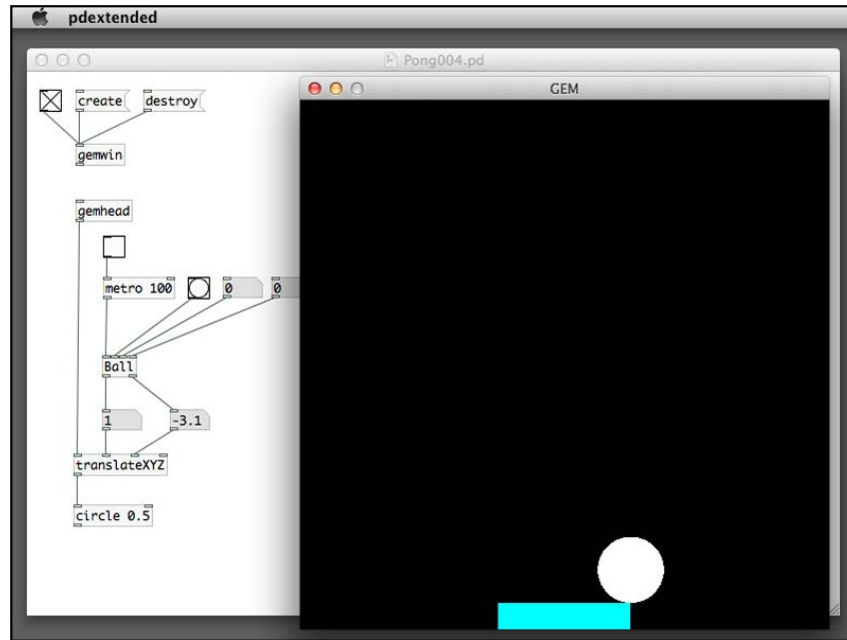 pdextended
Pong004.pd
GEM
create
destroy
gemwin
gemhead
metro 100
0
0
Ball
1
-3.1
translateXYZ
circle 0.5